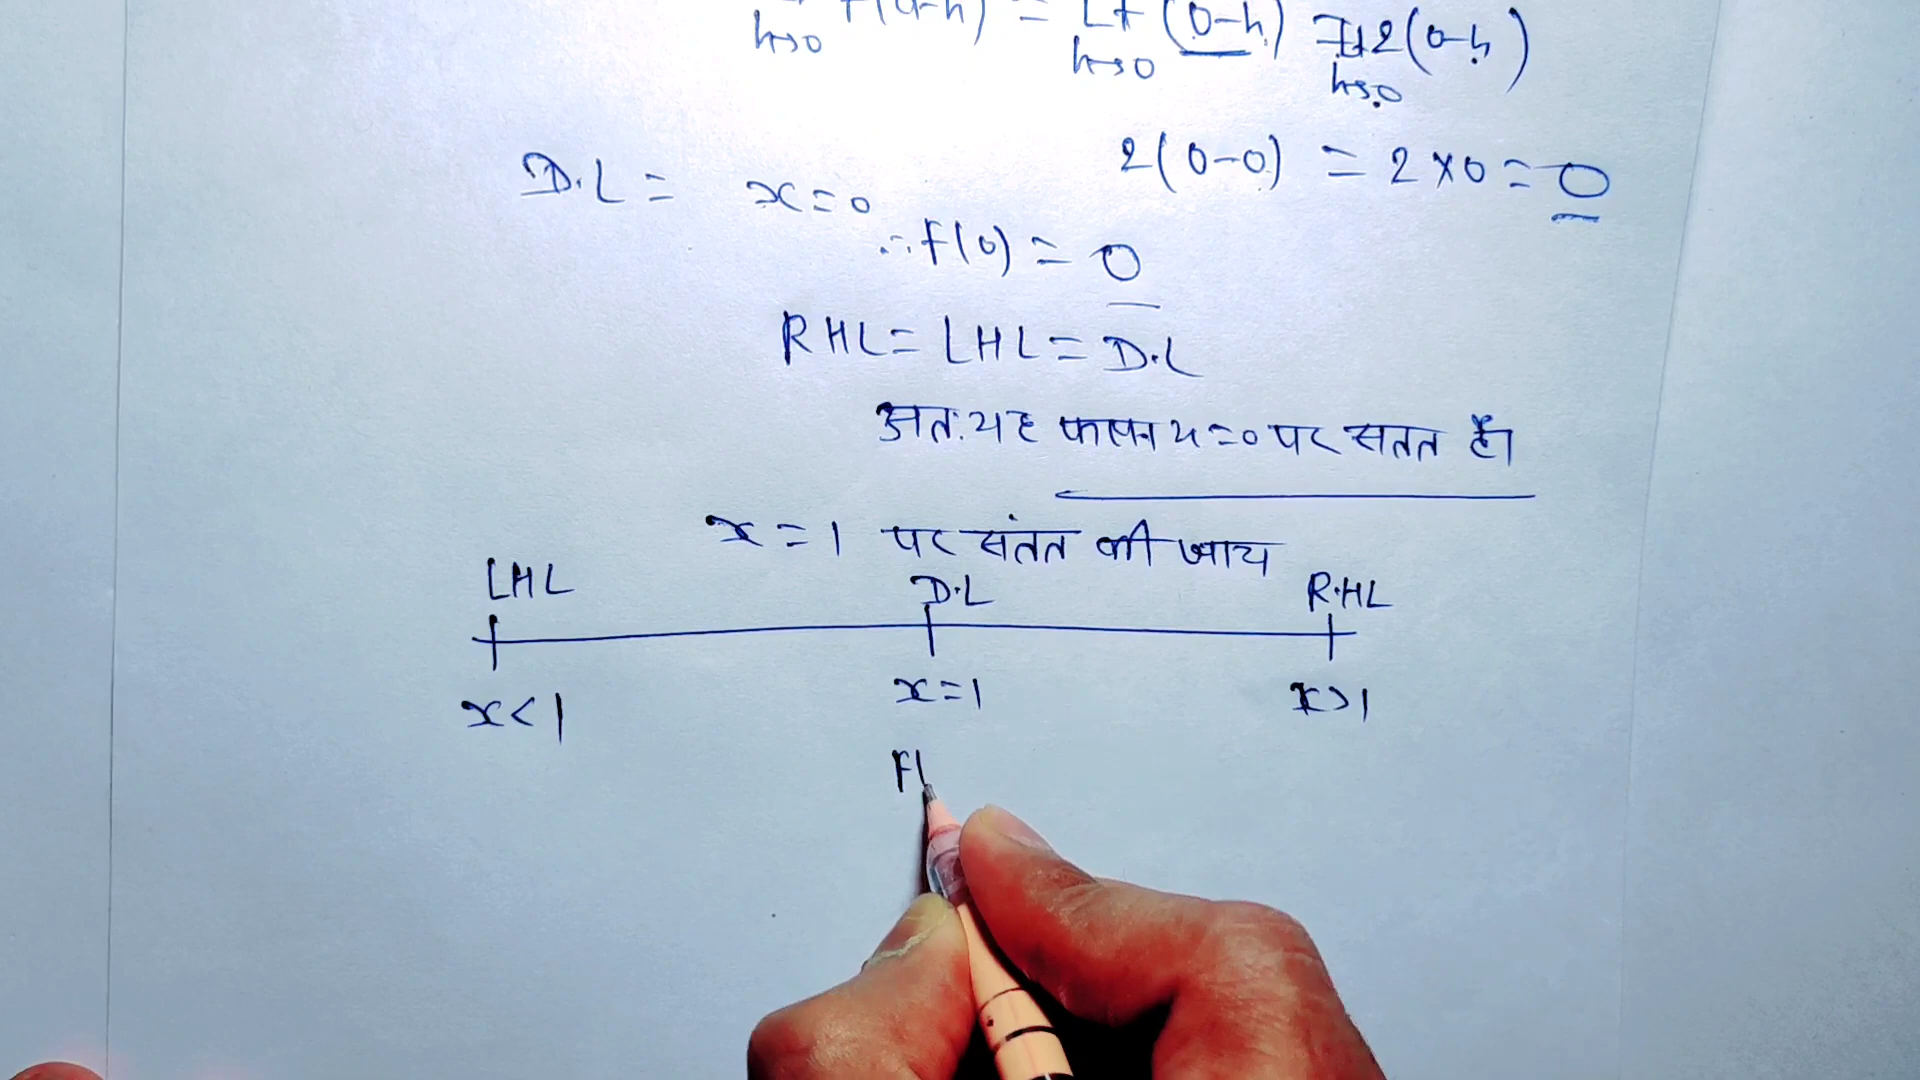 F(0-h) = Lt (0-h) = Lt 2(0-h)
h→0 h→0 h→0
2(0-0) = 2×0 = 0
D.L = x=0
∴ F(0) = 0
RHL = LHL = D.L
अतः यह फलन x=0 पर सतत है।
x=1 पर संतत की जाय
LHL D.L R.HL
x<1 x=1 x>1
F(